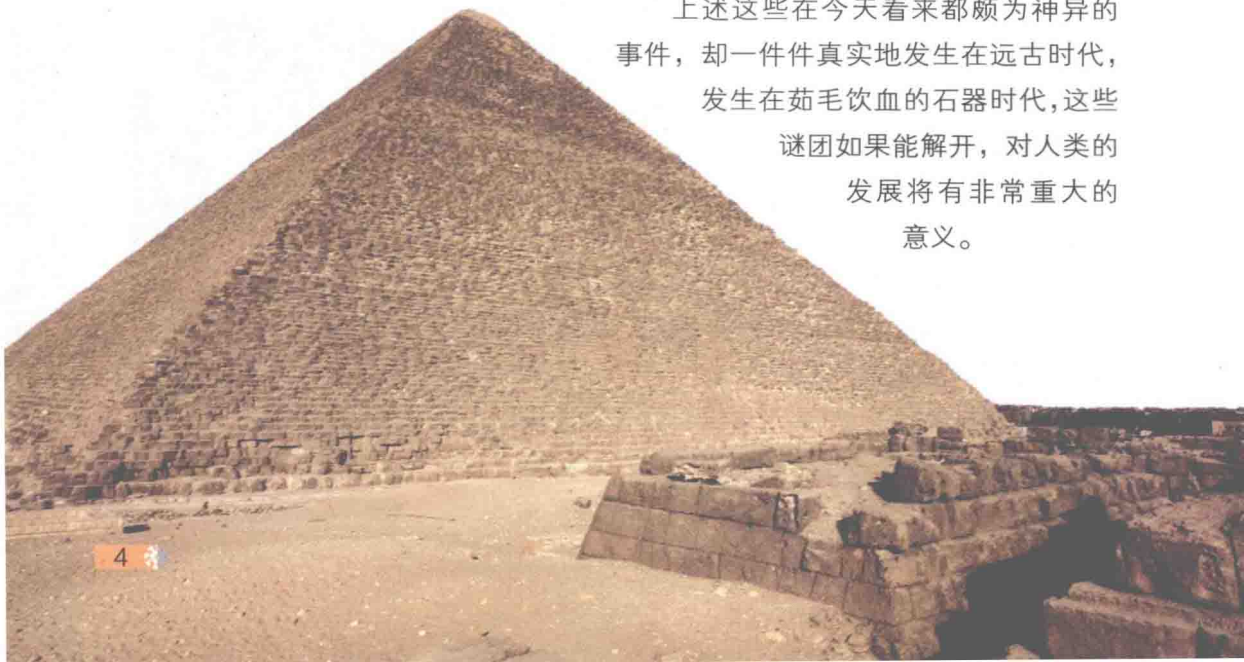 上述这些在今天看来都颇为神异的
事件，却一件件真实地发生在远古时代，
发生在茹毛饮血的石器时代，这些
谜团如果能解开，对人类的
发展将有非常重大的
意义。
4